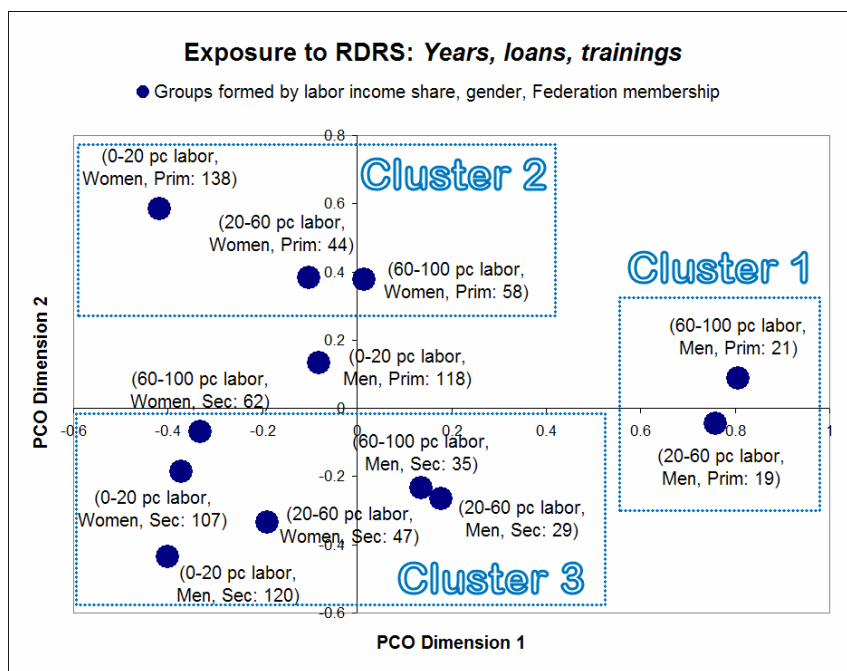 Exposure to RDRS: Years, loans, trainings
Groups formed by labor income share, gender, Federation membership
0.8
(0-20 pc labor,
Women, Prim: 138)
Cluster 2
0.6
(20-60 pc labor,
Women, Prim: 44)
0.4
(60-100 pc labor,
Women, Prim: 58)
Cluster 1
(60-100 pc labor,
Men, Prim: 21)
0.2
(0-20 pc labor,
Men, Prim: 118)
(60-100 pc labor,
Women, Sec: 62)
0
-0.6
-0.4
-0.2
0
0.2
0.4
0.6
0.8
1
(60-100 pc labor,
Men, Sec: 35)
(20-60 pc labor,
Men, Prim: 19)
-0.2
(0-20 pc labor,
Women, Sec: 107)
(20-60 pc labor,
Women, Sec: 47)
(20-60 pc labor,
Men, Sec: 29)
-0.4
(0-20 pc labor,
Men, Sec: 120)
Cluster 3
-0.6
PCO Dimension 2
PCO Dimension 1